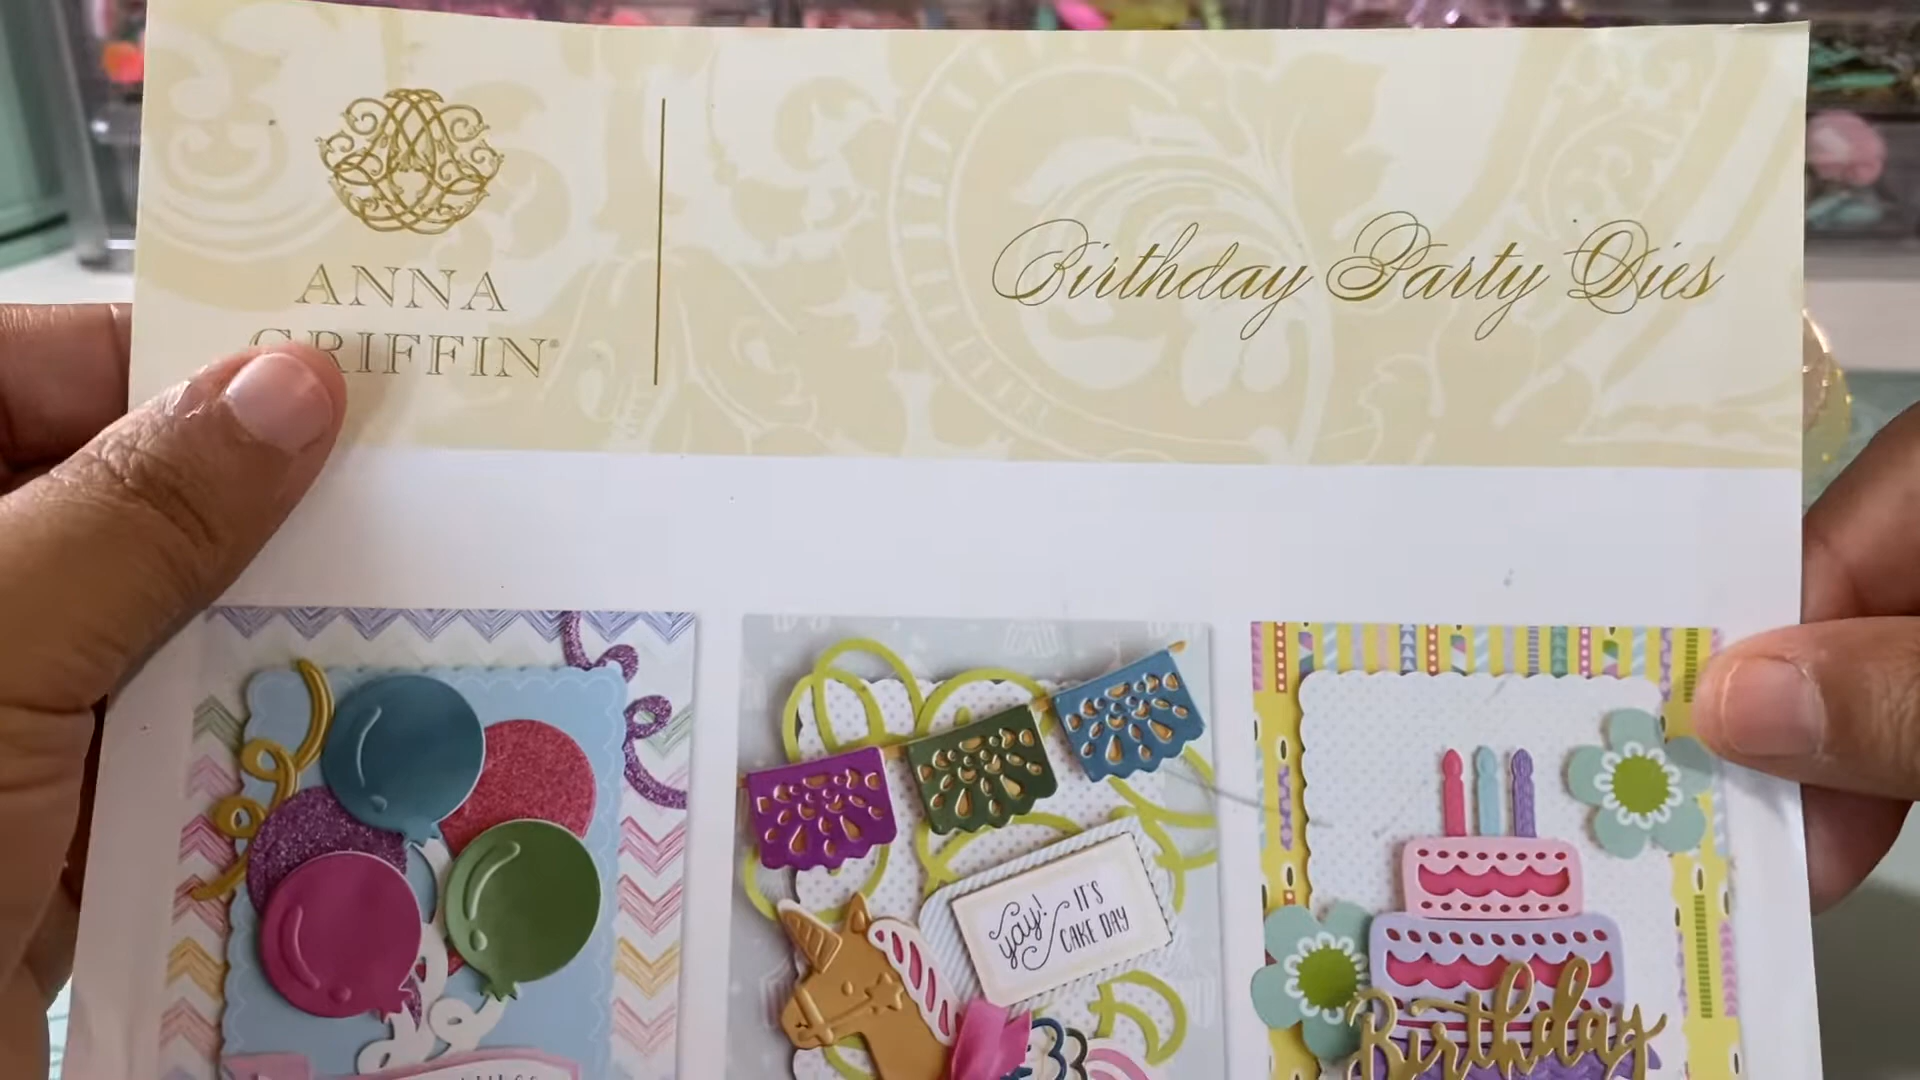 ANNA
GRIFFIN®
Birthday Party Dies
yay! IT'S
CAKE DAY
Birthday